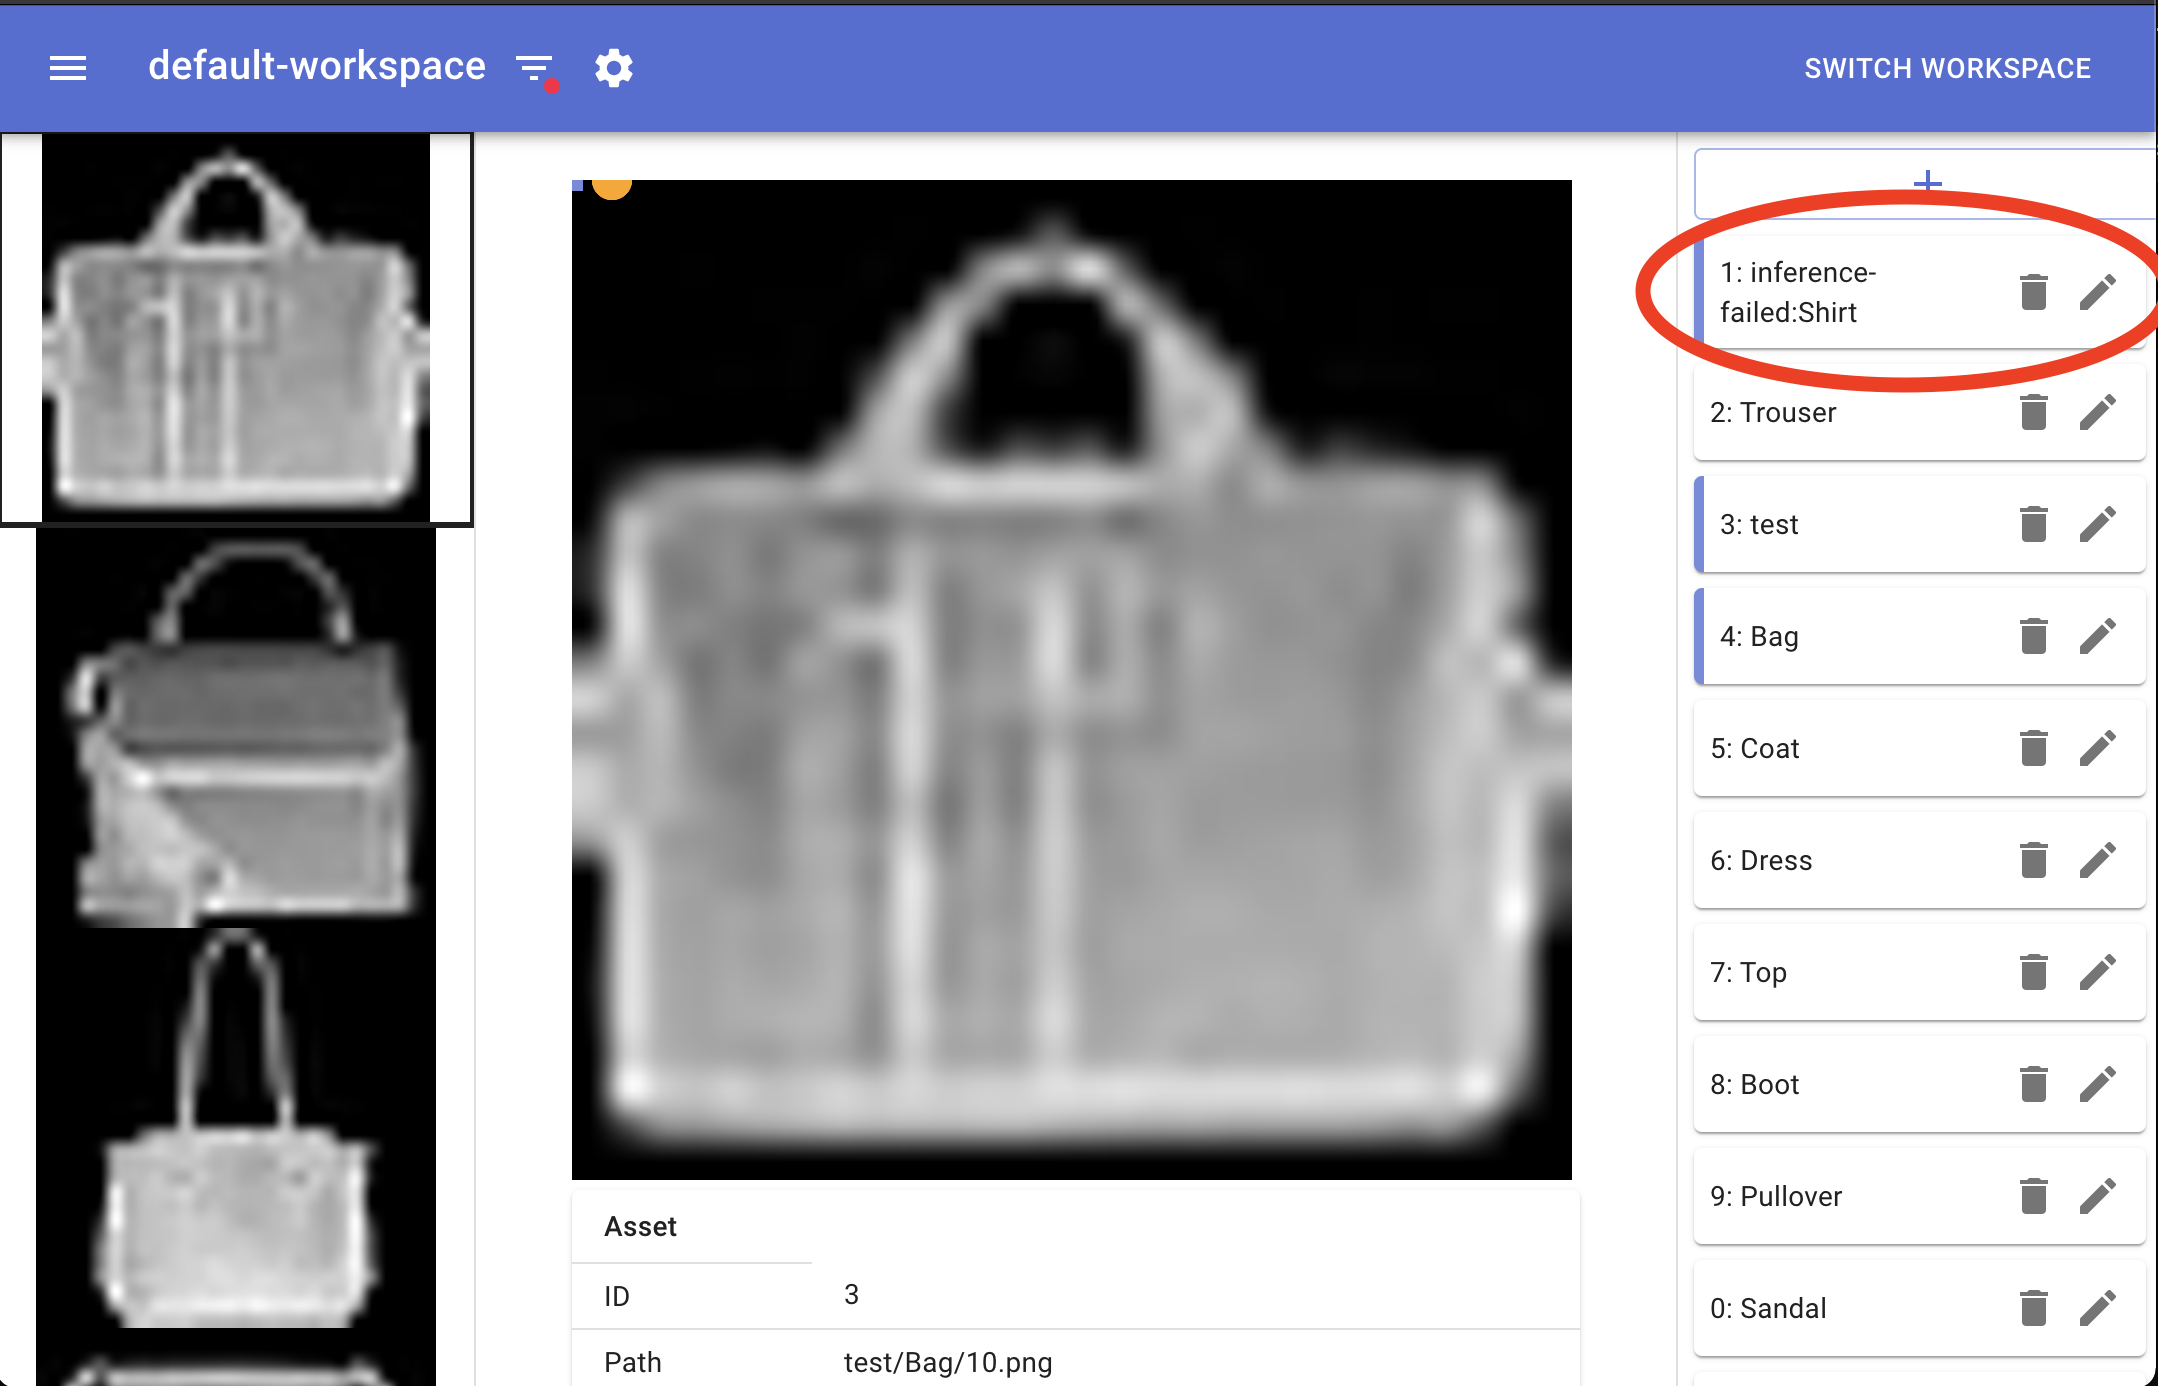 default-workspace
SWITCH WORKSPACE
+
1: inference-
failed:Shirt
2: Trouser
3: test
4: Bag
5: Coat
6: Dress
7: Top
8: Boot
9: Pullover
0: Sandal
Asset
ID 3
Path test/Bag/10.png